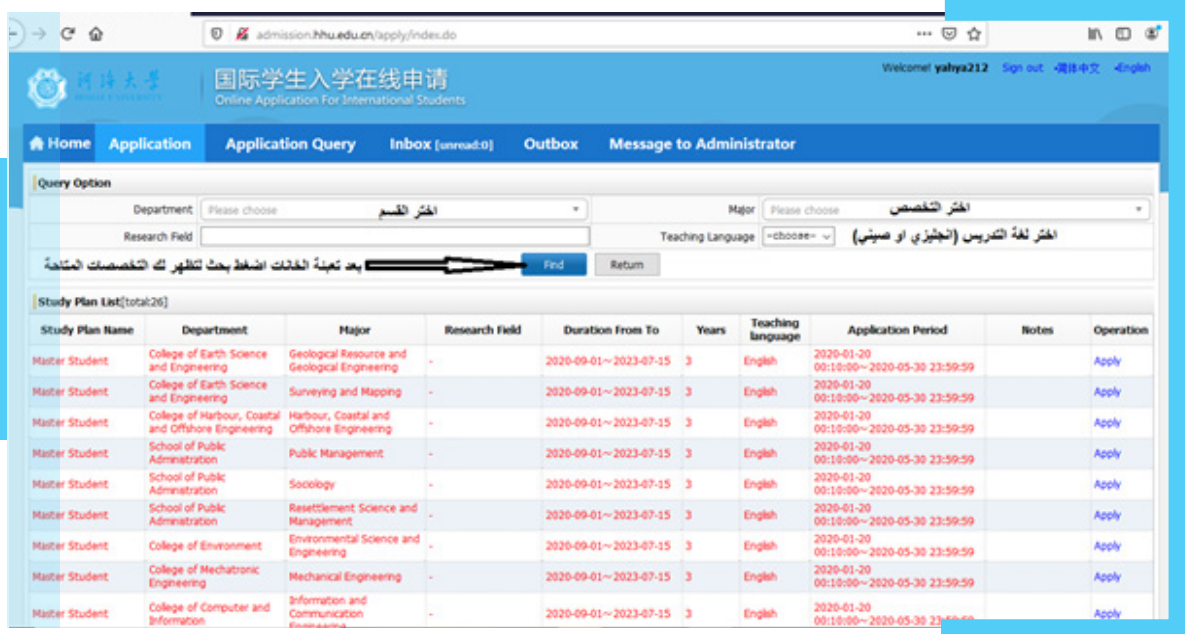 admission.hhu.edu.cn/apply/index.do
Welcome! yahya212 Sign out 简体中文 English
河海大学
HOHAI UNIVERSITY
国际学生入学在线申请
Online Application For International Students
Home Application Application Query Inbox [unread:0] Outbox Message to Administrator
Query Option
Department Please choose اختر القسم Major Please choose اختر التخصص
Research Field Teaching Language -choose- اختر لغة التدريس (انجليزي او صيني)
بعد تعبئة الخانات اضغط بحث لتظهر لك التخصصات المتاحة Find Return
Study Plan List[total:26]
Study Plan Name Department Major Research Field Duration From To Years Teaching language Application Period Notes Operation
Master Student College of Earth Science and Engineering Geological Resource and Geological Engineering - 2020-09-01~2023-07-15 3 English 2020-01-20 00:10:00~2020-05-30 23:59:59 Apply
Master Student College of Earth Science and Engineering Surveying and Mapping - 2020-09-01~2023-07-15 3 English 2020-01-20 00:10:00~2020-05-30 23:59:59 Apply
Master Student College of Harbour, Coastal and Offshore Engineering Harbour, Coastal and Offshore Engineering - 2020-09-01~2023-07-15 3 English 2020-01-20 00:10:00~2020-05-30 23:59:59 Apply
Master Student School of Public Administration Public Management - 2020-09-01~2023-07-15 3 English 2020-01-20 00:10:00~2020-05-30 23:59:59 Apply
Master Student School of Public Administration Sociology - 2020-09-01~2023-07-15 3 English 2020-01-20 00:10:00~2020-05-30 23:59:59 Apply
Master Student School of Public Administration Resettlement Science and Management - 2020-09-01~2023-07-15 3 English 2020-01-20 00:10:00~2020-05-30 23:59:59 Apply
Master Student College of Environment Environmental Science and Engineering - 2020-09-01~2023-07-15 3 English 2020-01-20 00:10:00~2020-05-30 23:59:59 Apply
Master Student College of Mechatronic Engineering Mechanical Engineering - 2020-09-01~2023-07-15 3 English 2020-01-20 00:10:00~2020-05-30 23:59:59 Apply
Master Student College of Computer and Information Information and Communication Engineering - 2020-09-01~2023-07-15 3 English 2020-01-20 00:10:00~2020-05-30 23:59:59 Apply